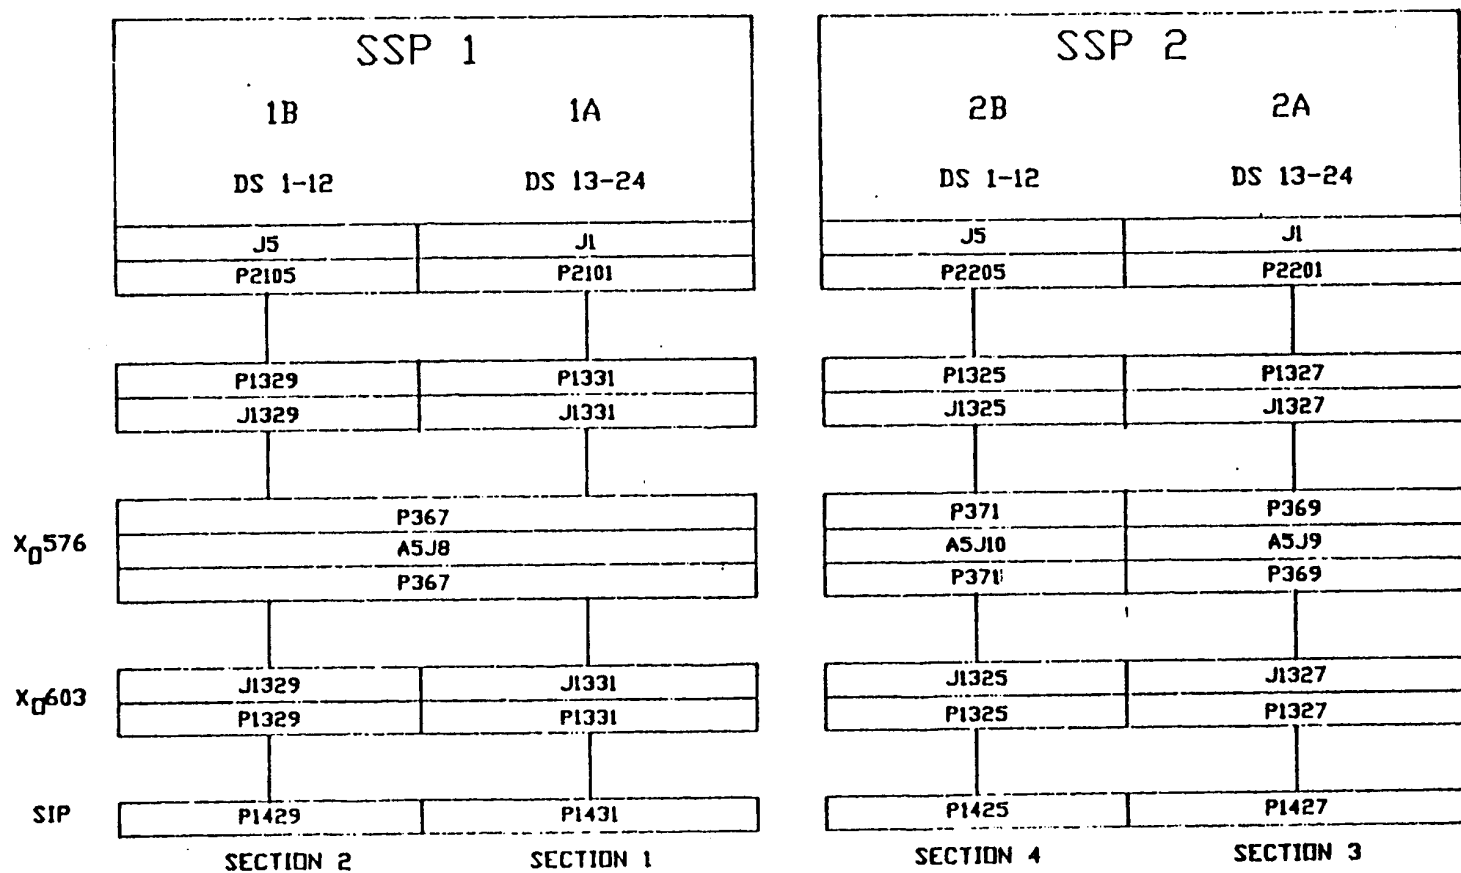 SSP 1
SSP 2
1B 1A
2B 2A
DS 1-12 DS 13-24
DS 1-12 DS 13-24
J5 J1
J5 J1
P2105 P2101
P2205 P2201
P1329 P1331
P1325 P1327
J1329 J1331
J1325 J1327
P367
P371 P369
X0576
A5J8
A5J10 A5J9
P367
P371 P369
J1329 J1331
J1325 J1327
X0603
P1329 P1331
P1325 P1327
SIP
P1429 P1431
P1425 P1427
SECTION 2 SECTION 1
SECTION 4 SECTION 3